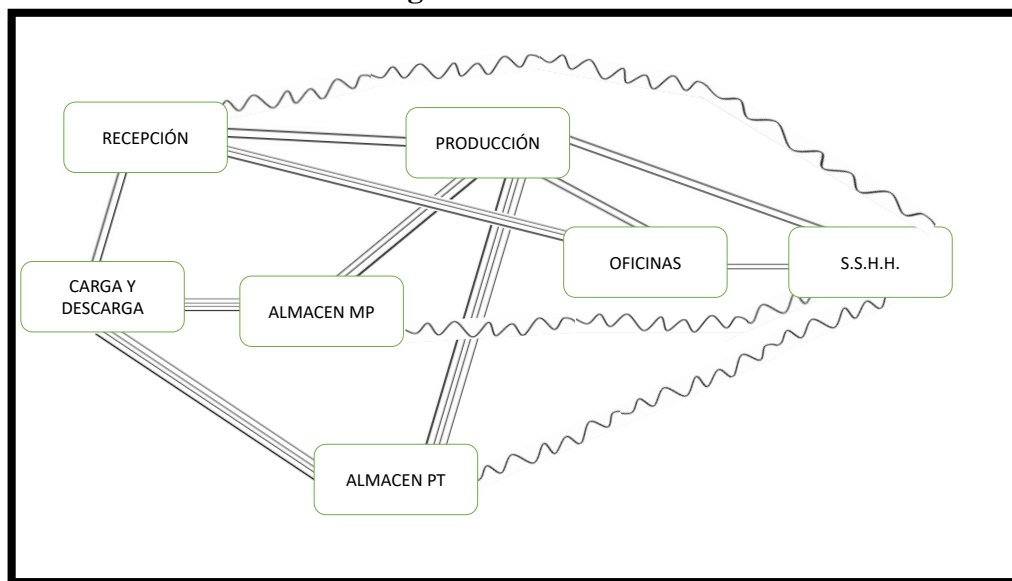 RECEPCIÓN
PRODUCCIÓN
OFICINAS
S.S.H.H.
CARGA Y
DESCARGA
ALMACEN MP
ALMACEN PT